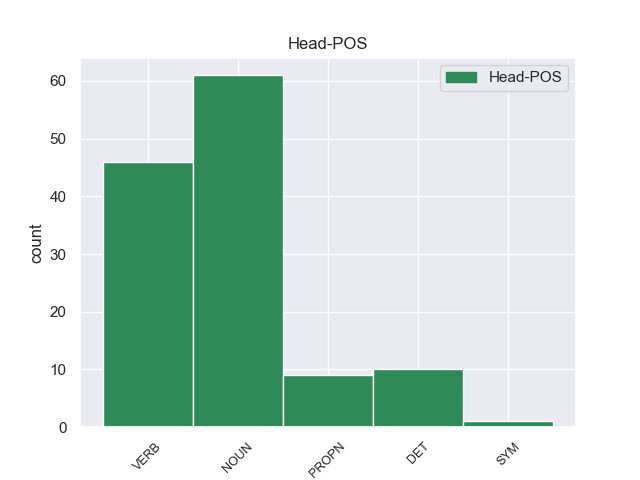 Head-POS
Head-POS
60
50
40
30
20
10
0
count
VERB
NOUN
PROPN
DET
SYM